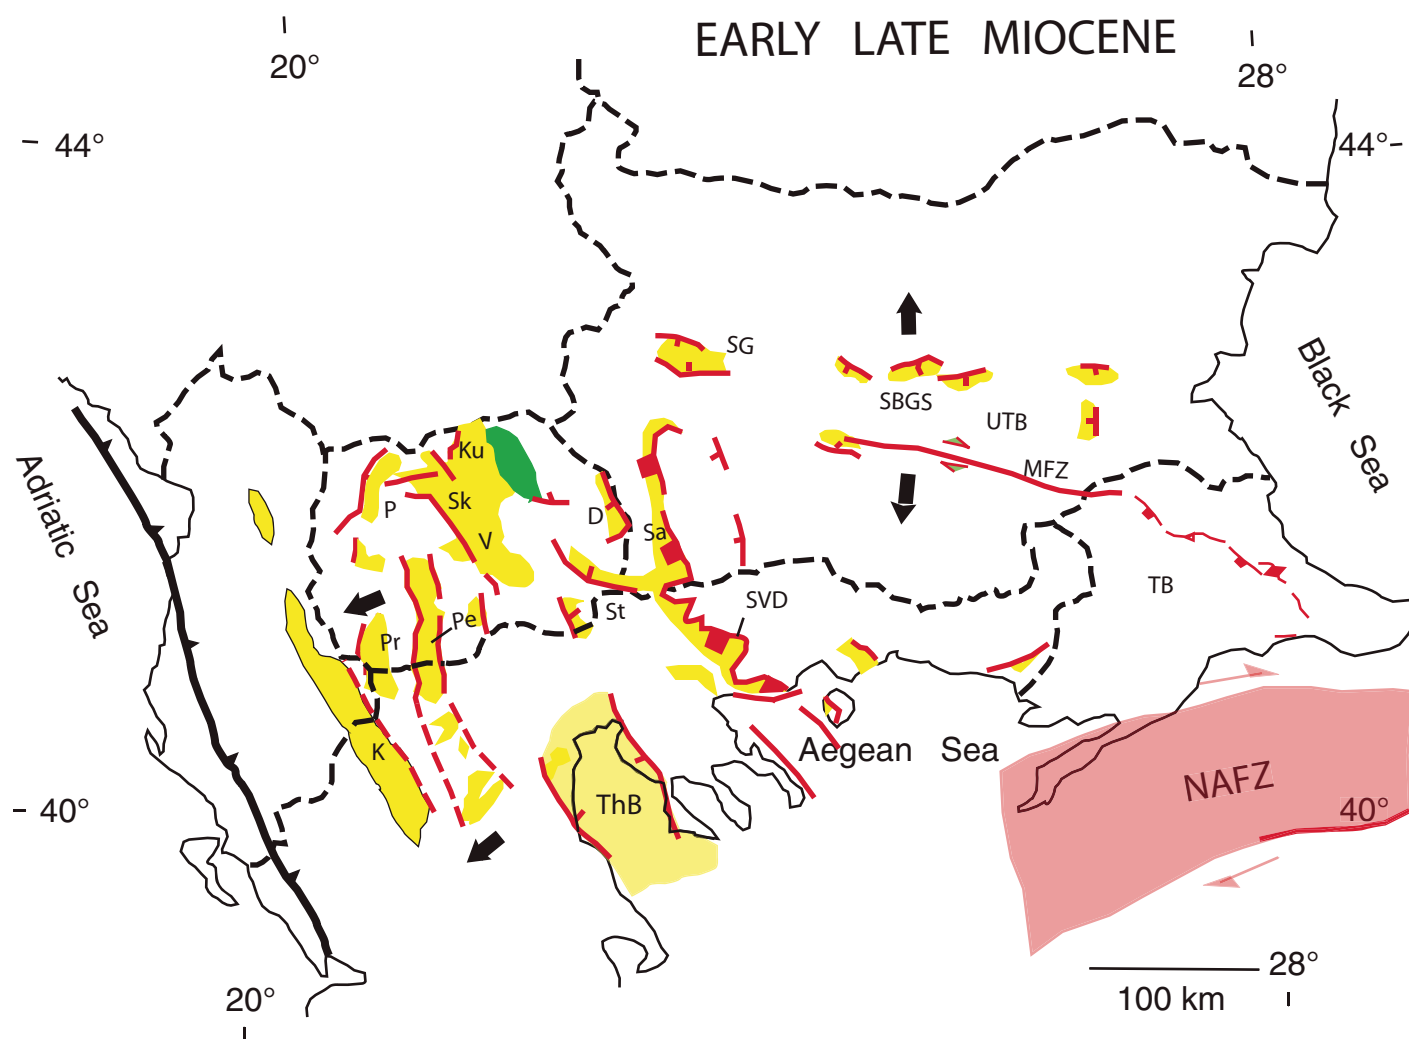 EARLY LATE MIOCENE
20°
28°
44°
44°
SG
SBGS
UTB
MFZ
Black Sea
Adriatic Sea
Ku
P
Sk
V
D
Sa
TB
St
SVD
Pr
Pe
K
Aegean Sea
ThB
NAFZ
40°
40°
28°
20°
100 km